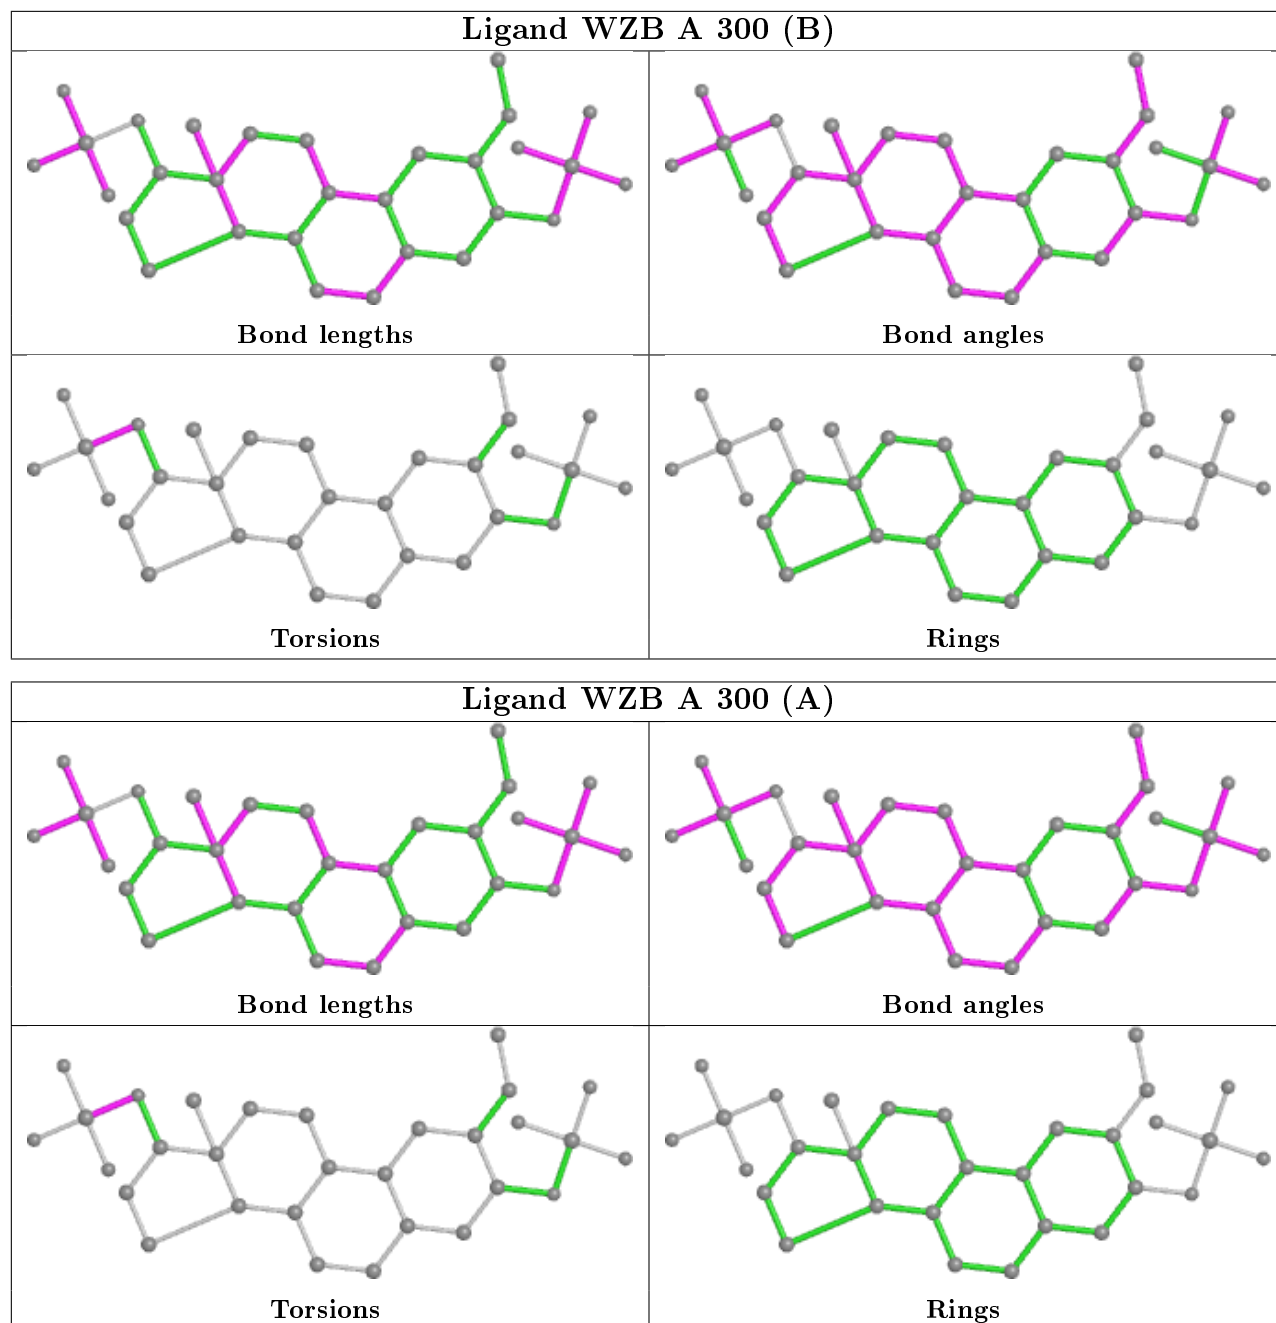 Ligand WZB A 300 (B)
Bond lengths
Bond angles
Torsions
Rings
Ligand WZB A 300 (A)
Bond lengths
Bond angles
Torsions
Rings